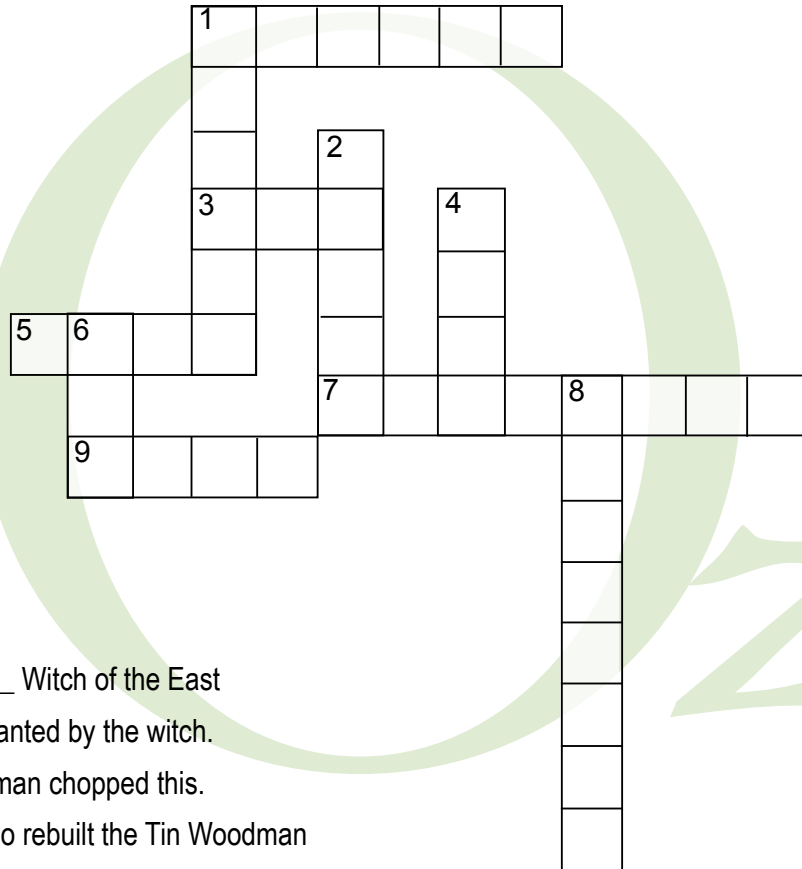 1
2
3
4
5
6
7
8
9
Oz
_ Witch of the East
anted by the witch.
man chopped this.
o rebuilt the Tin Woodman